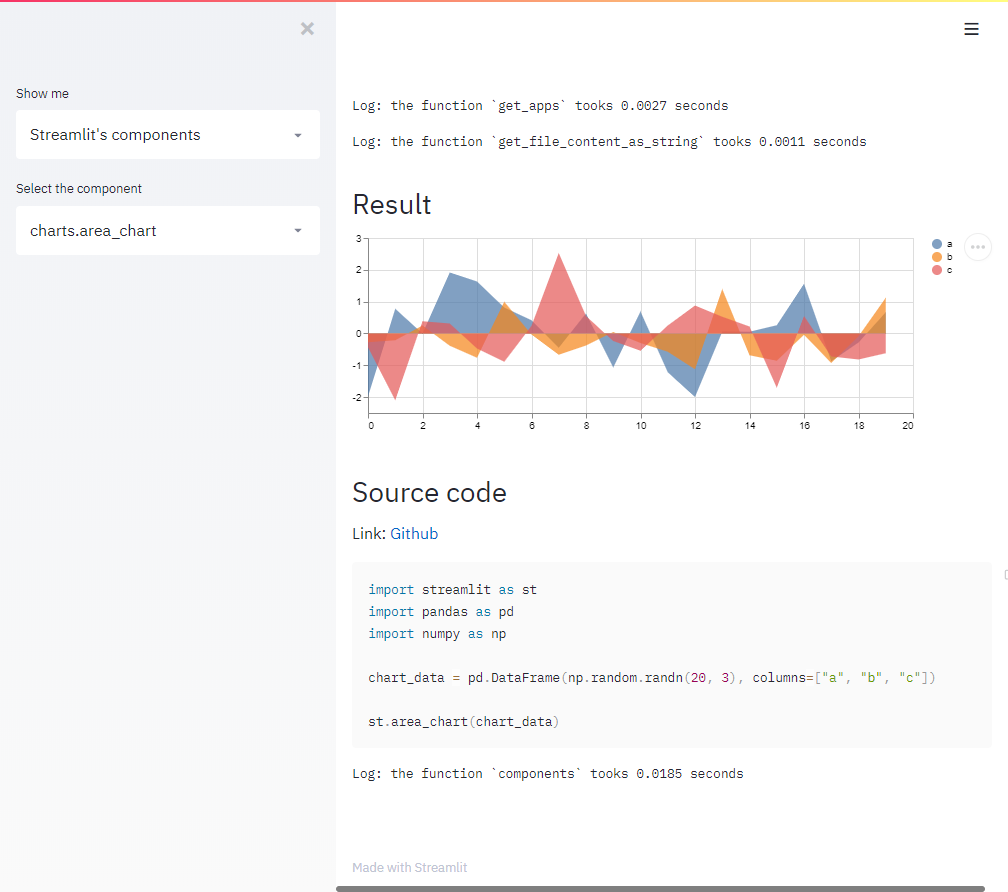 Show me
Streamlit's components
Select the component
charts.area_chart
Log: the function `get_apps` tooks 0.0027 seconds
Log: the function `get_file_content_as_string` tooks 0.0011 seconds
Result
3
2
1
0
-1
-2
0 2 4 6 8 10 12 14 16 18 20
a
b
c
Source code
Link: Github
import streamlit as st
import pandas as pd
import numpy as np
chart_data = pd.DataFrame(np.random.randn(20, 3), columns=["a", "b", "c"])
st.area_chart(chart_data)
Log: the function `components` tooks 0.0185 seconds
Made with Streamlit